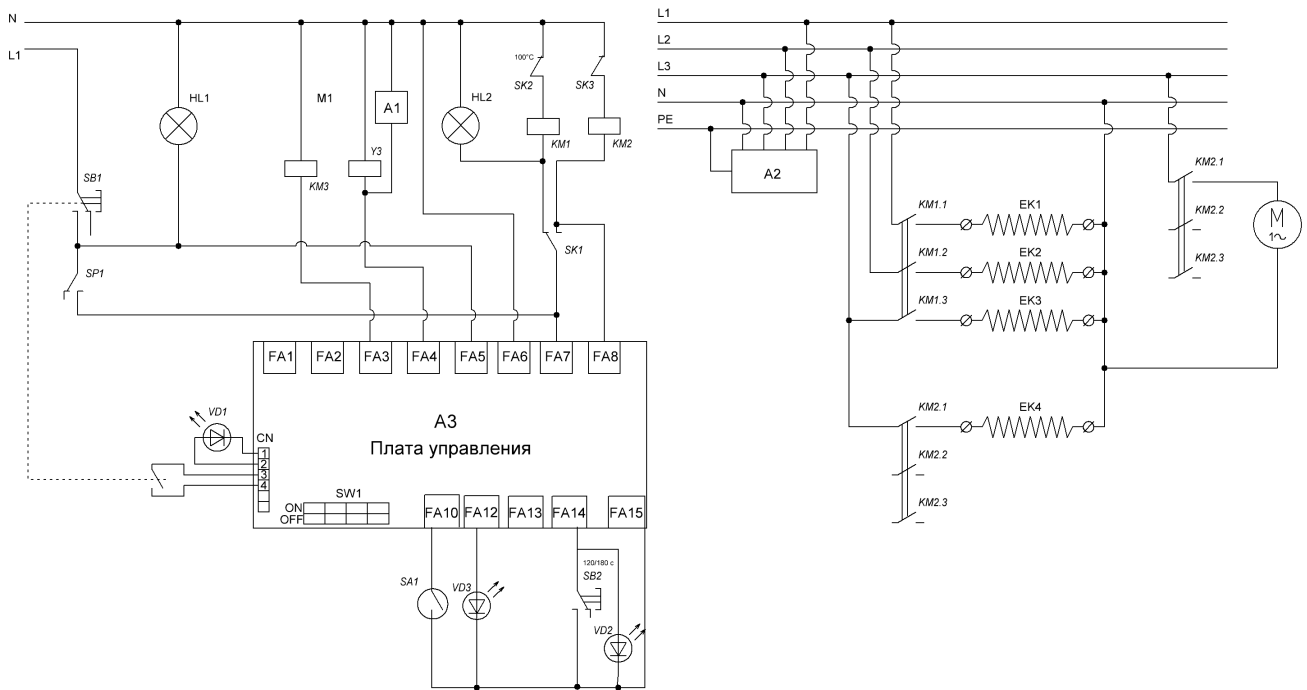 N
L1
HL1
SB1
SP1
M1
KM3
Y3
A1
HL2
100°C
SK2
SK3
KM1
KM2
SK1
FA1
FA2
FA3
FA4
FA5
FA6
FA7
FA8
A3
Плата управления
VD1
CN
1
2
3
4
SW1
ON
OFF
FA10
FA12
FA13
FA14
FA15
SA1
VD3
120/180 c
SB2
VD2
L1
L2
L3
N
PE
A2
KM1.1
EK1
KM1.2
EK2
KM1.3
EK3
KM2.1
KM2.2
KM2.3
M
1~
KM2.1
EK4
KM2.2
KM2.3